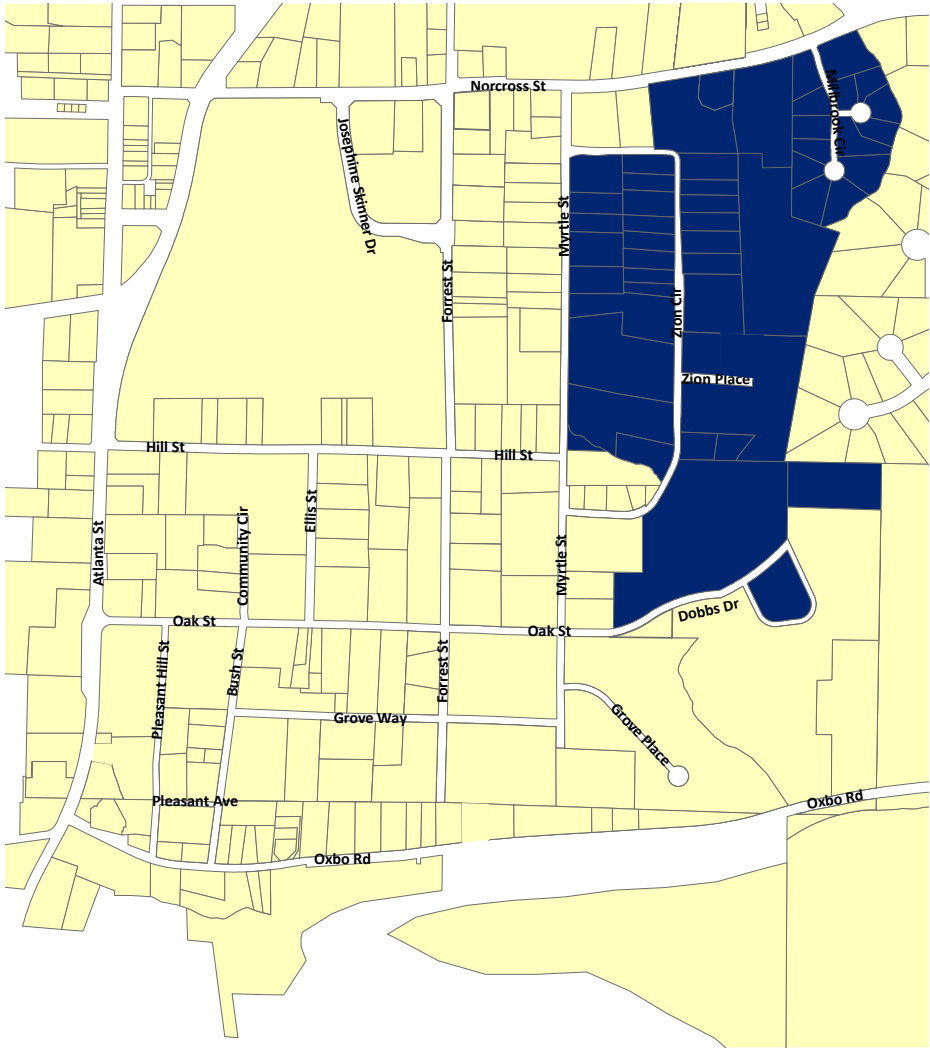 Norcross St
Millbrook Cir
Josephine Skinner Dr
Myrtle St
Forrest St
Zion Cir
Zion Place
Hill St
Hill St
Ellis St
Community Cir
Atlanta St
Myrtle St
Dobbs Dr
Oak St
Oak St
Pleasant Hill St
Bush St
Forrest St
Grove Way
Grove Place
Pleasant Ave
Oxbo Rd
Oxbo Rd